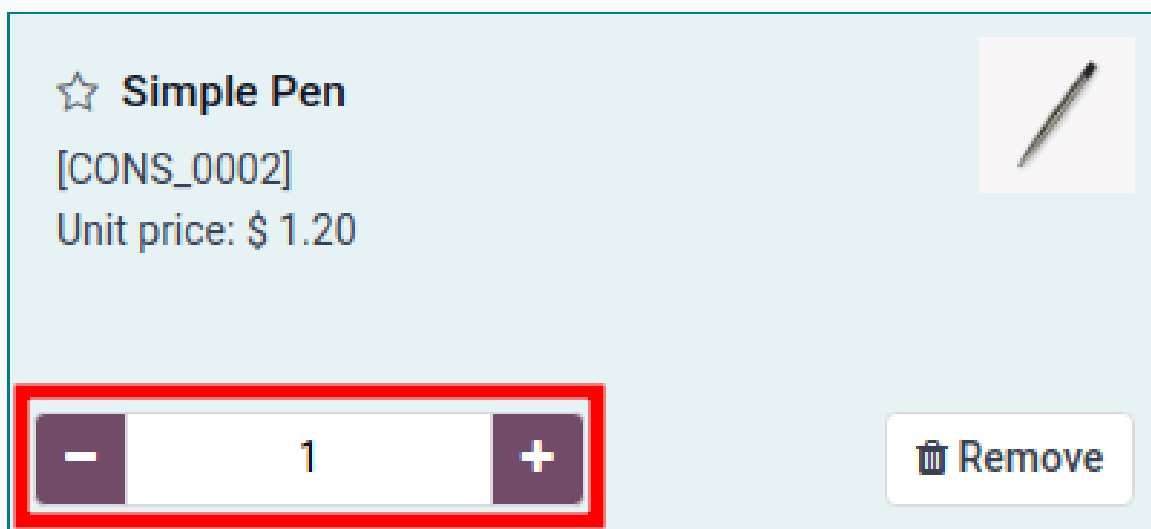 Simple Pen
[CONS_0002]
Unit price: $ 1.20
- 1 + Remove